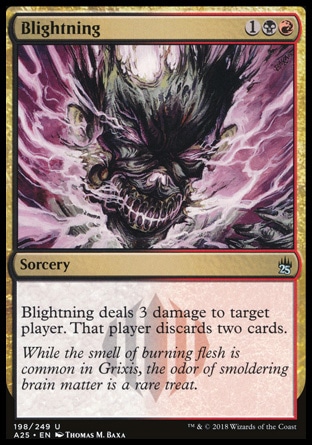 Blightning 1
Sorcery 25
Blightning deals 3 damage to target
player. That player discards two cards.
While the smell of burning flesh is
common in Grixis, the odor of smoldering
brain matter is a rare treat.
198/249 U
A25 • EN Thomas M. Baxa ™ & © 2018 Wizards of the Coast